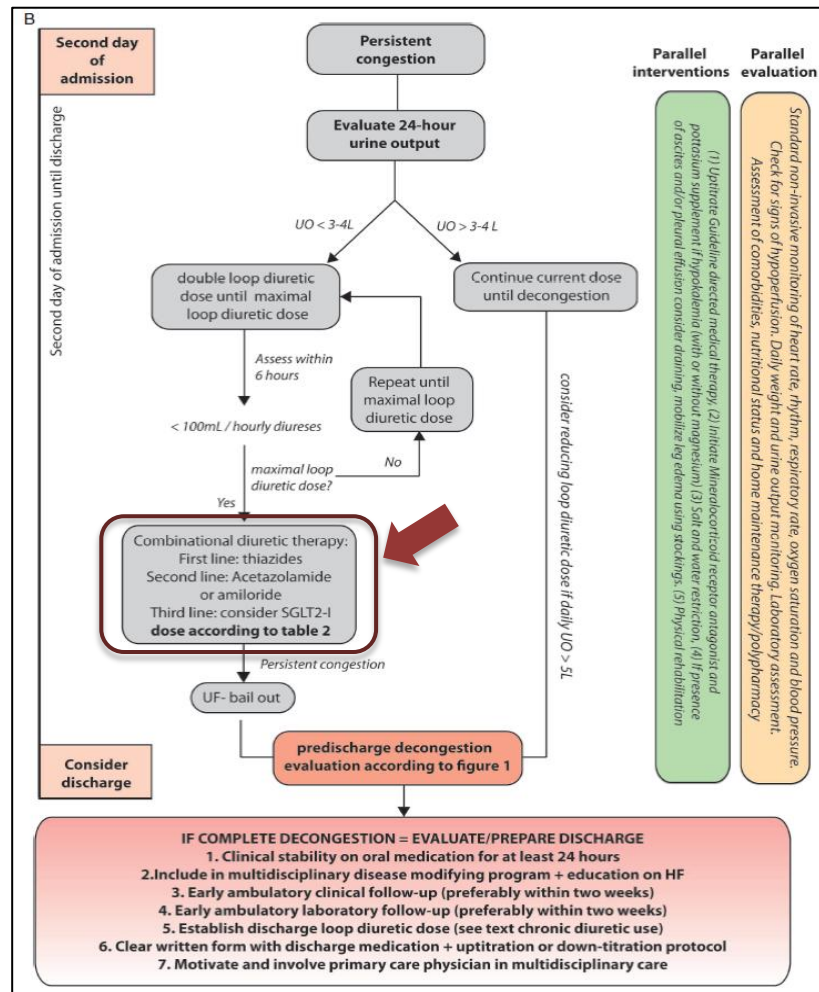 B
Second day
of
admission
Second day of admission until discharge
Consider
discharge
Persistent
congestion
Evaluate 24-hour
urine output
UO < 3-4L
UO > 3-4 L
double loop diuretic
dose until maximal
loop diuretic dose
Continue current dose
until decongestion
Assess within
6 hours
Repeat until
maximal loop
diuretic dose
< 100mL / hourly diureses
No
maximal loop
diuretic dose?
Yes
Combinational diuretic therapy:
First line: thiazides
Second line: Acetazolamide
or amiloride
Third line: consider SGLT2-I
dose according to table 2
Persistent congestion
UF- bail out
consider reducing loop diuretic dose if daily UO > 5L
predischarge decongestion
evaluation according to figure 1
Parallel
interventions
(1) Uptitrate Guideline directed medical therapy, (2) Initiate Mineralocorticoid receptor antagonist and
pottasium supplement if hypokalemia (with or without magnesium) (3) Salt and water restriction, (4) If presence
of ascites and/or pleural effusion consider draining, mobilize leg edema using stockings. (5) Physical rehabilitation
Parallel
evaluation
Standard non-invasive monitoring of heart rate, rhythm, respiratory rate, oxygen saturation and blood pressure.
Check for signs of hypoperfusion. Daily weight and urine output monitoring. Laboratory assessment.
Assessment of comorbidities, nutritional status and home maintenance therapy/polypharmacy
IF COMPLETE DECONGESTION = EVALUATE/PREPARE DISCHARGE
1. Clinical stability on oral medication for at least 24 hours
2.Include in multidisciplinary disease modifying program + education on HF
3. Early ambulatory clinical follow-up (preferably within two weeks)
4. Early ambulatory laboratory follow-up (preferably within two weeks)
5. Establish discharge loop diuretic dose (see text chronic diuretic use)
6. Clear written form with discharge medication + uptitration or down-titration protocol
7. Motivate and involve primary care physician in multidisciplinary care